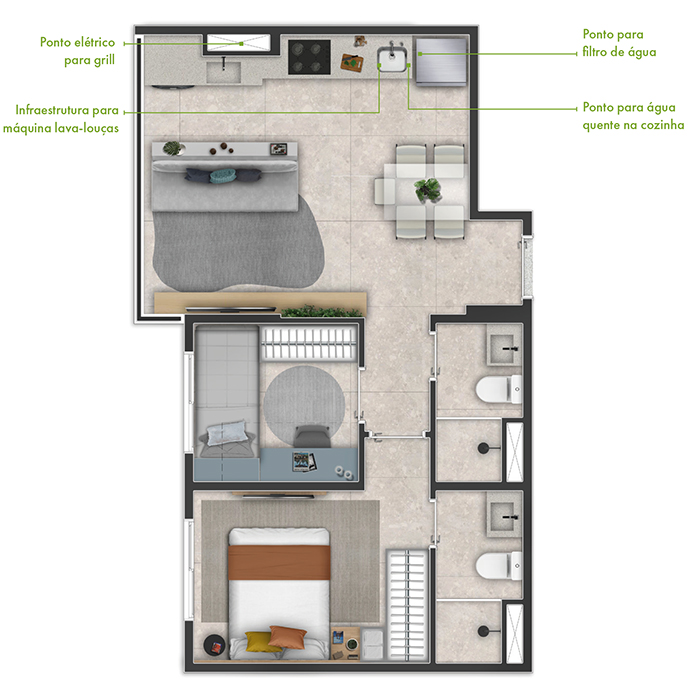 Ponto elétrico
para grill
Infraestrutura para
máquina lava-louças
Ponto para
filtro de água
Ponto para água
quente na cozinha